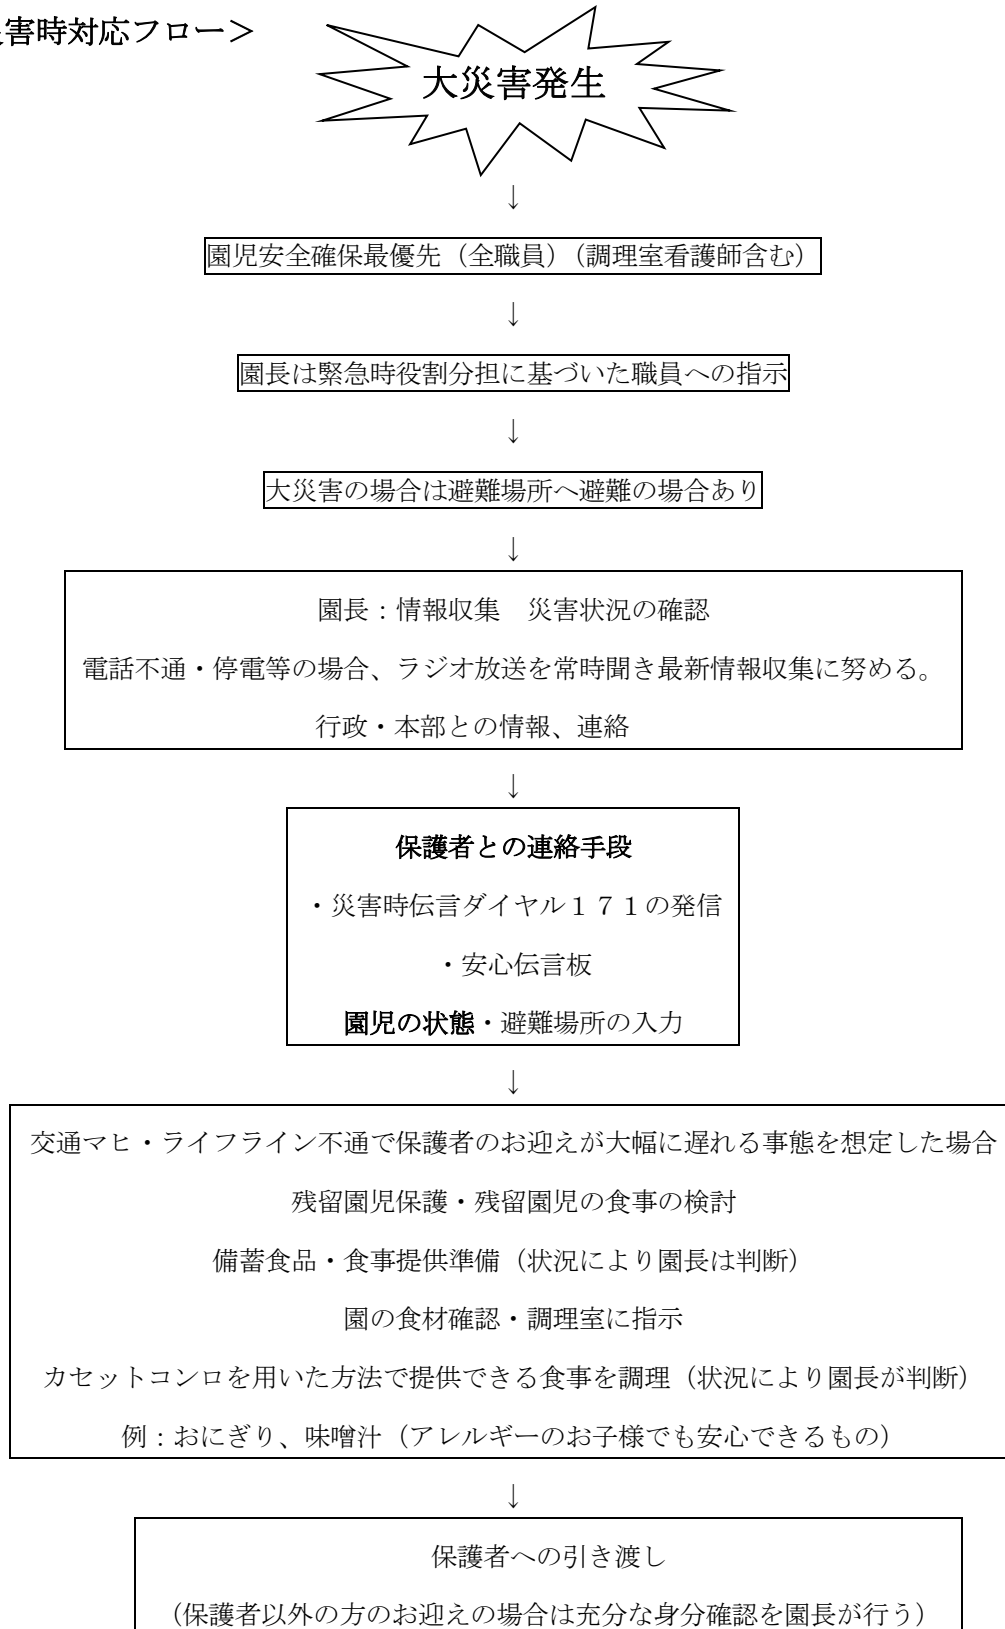 害時対応フロー＞
大災害発生
↓
園児安全確保最優先（全職員）（調理室看護師含む）
↓
園長は緊急時役割分担に基づいた職員への指示
↓
大災害の場合は避難場所へ避難の場合あり
↓
園長：情報収集　災害状況の確認
電話不通・停電等の場合、ラジオ放送を常時聞き最新情報収集に努める。
行政・本部との情報、連絡
↓
保護者との連絡手段
・災害時伝言ダイヤル１７１の発信
・安心伝言板
園児の状態・避難場所の入力
↓
交通マヒ・ライフライン不通で保護者のお迎えが大幅に遅れる事態を想定した場合
残留園児保護・残留園児の食事の検討
備蓄食品・食事提供準備（状況により園長は判断）
園の食材確認・調理室に指示
カセットコンロを用いた方法で提供できる食事を調理（状況により園長が判断）
例：おにぎり、味噌汁（アレルギーのお子様でも安心できるもの）
↓
保護者への引き渡し
（保護者以外の方のお迎えの場合は充分な身分確認を園長が行う）